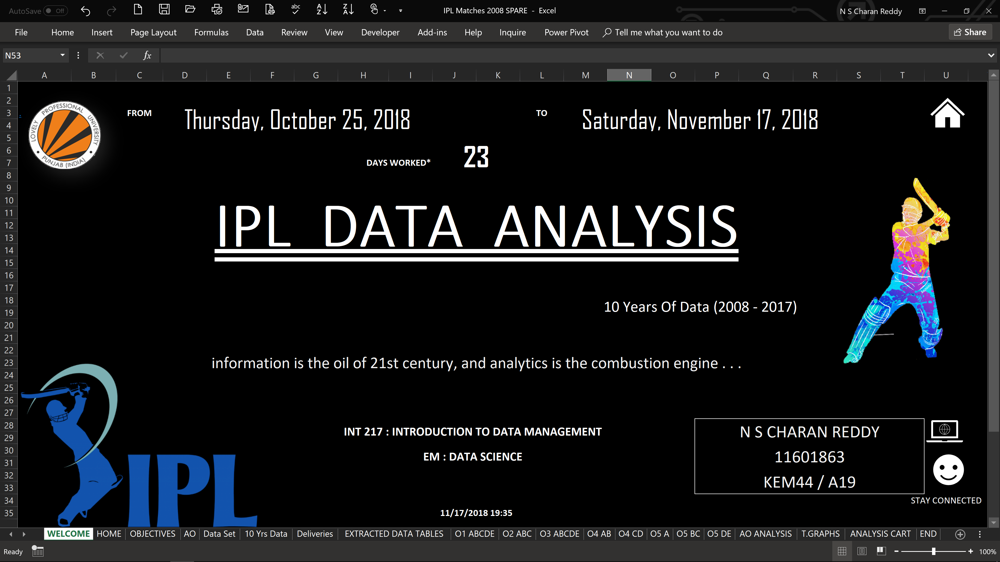 AutoSave Off
abc
A Z
Z A
IPL Matches 2008 SPARE - Excel
N S Charan Reddy
File Home Insert Page Layout Formulas Data Review View Developer Add-ins Help Inquire Power Pivot Tell me what you want to do Share
N53
fx
A B C D E F G H I J K L M N O P Q R S T U
1
2
3
4
5
6
7
8
9
10
11
12
13
14
15
16
17
18
19
20
21
22
23
24
25
26
27
28
29
30
31
32
33
34
35
LOVELY PROFESSIONAL UNIVERSITY
PUNJAB (INDIA)
FROM Thursday, October 25, 2018 TO Saturday, November 17, 2018
DAYS WORKED* 23
IPL DATA ANALYSIS
10 Years Of Data (2008 - 2017)
information is the oil of 21st century, and analytics is the combustion engine . . .
IPL
INT 217 : INTRODUCTION TO DATA MANAGEMENT
EM : DATA SCIENCE
11/17/2018 19:35
N S CHARAN REDDY
11601863
KEM44 / A19
STAY CONNECTED
WELCOME HOME OBJECTIVES AO Data Set 10 Yrs Data Deliveries EXTRACTED DATA TABLES O1 ABCDE O2 ABC O3 ABCDE O4 AB O4 CD O5 A O5 BC O5 DE AO ANALYSIS T.GRAPHS ANALYSIS CART END
Ready
100%